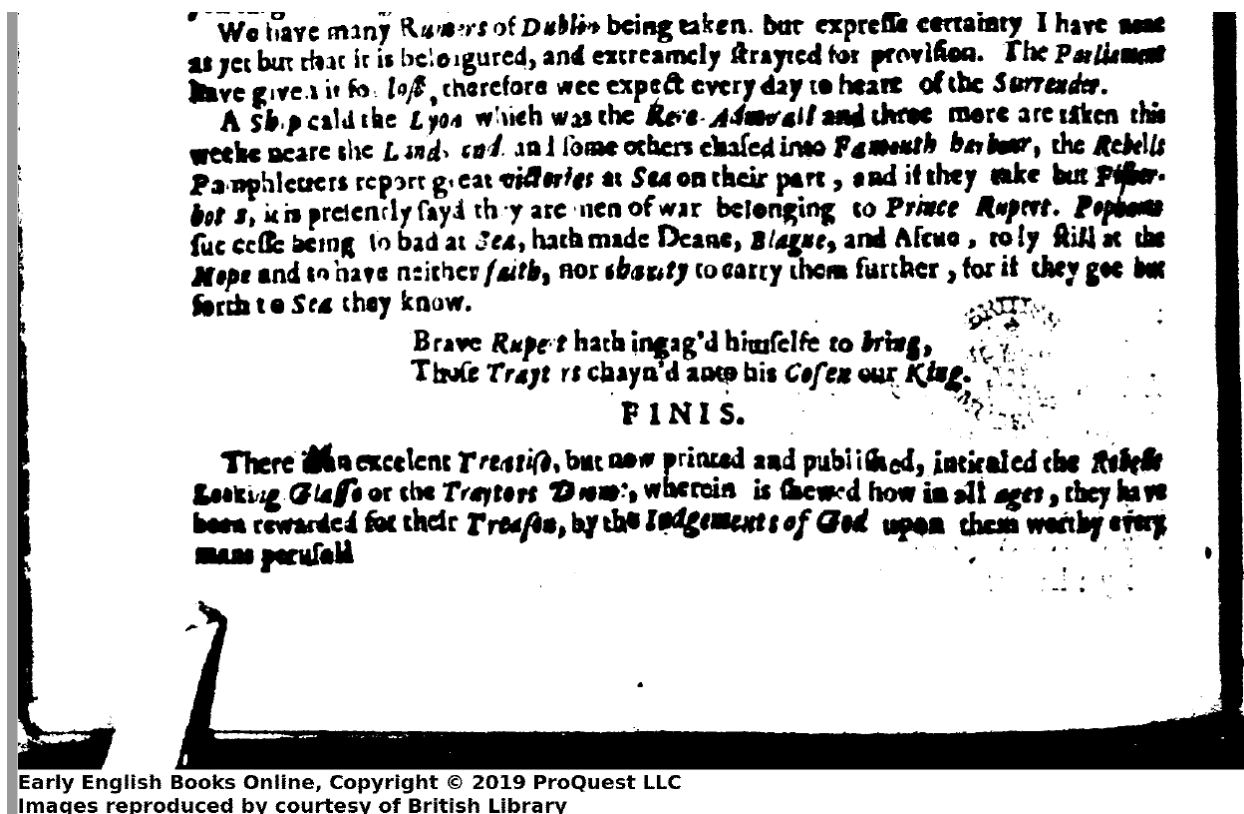 We have many Rumors of Dublin being taken. but expresse certainty I have none
as yet but that it is beleigured, and extreamely strayted for provision. The Parliament
have given it for losse, therefore wee expect every day to heare of the Surrender.
A Ship cald the Lyon which was the Rere-Admirall and three more are taken this
weeke neare the Lands end. and some others chased into Famouth harbour, the Rebells
Pamphletters report great victories at Sea on their part, and if they take but Fisher-
bot s, it is presently sayd they are men of war belonging to Prince Rupert. Pophams
suc cesse being so bad at Sea, hath made Deane, Blague, and Ascue, to ly still at the
Hope and to have neither faith, nor charity to carry them further, for if they goe but
forth to Sea they know.
Brave Rupert hath ingag'd himselfe to bring,
Those Trayt rs chayn'd unto his Cosen our King.
FINIS.
There is an excelent Treatise, but now printed and published, intituled the Rebells
Looking Glasse or the Traytors Doome, wherein is shewed how in all ages, they have
been rewarded for their Treason, by the Iudgements of God upon them worthy every
mans perusall
Early English Books Online, Copyright © 2019 ProQuest LLC
Images reproduced by courtesy of British Library